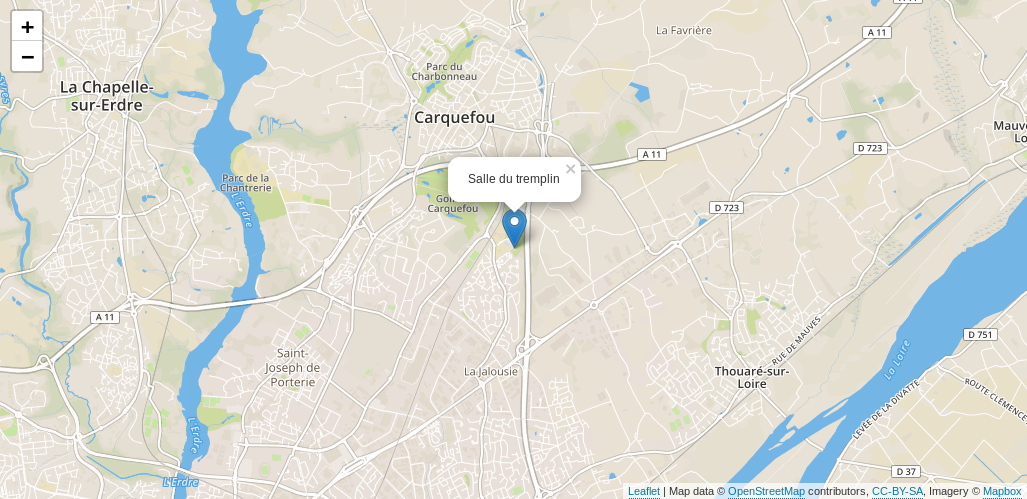 +
−
A 11
La Favrière
A 11
Parc du
Charbonneau
La Chapelle-
sur-Erdre
Carquefou
Mauve
Lo
D 723
A 11
×
Salle du tremplin
Parc de la
Chantrerie
L'Erdre
Gol
Carquefou
D 723
A 11
RUE DE MAUVES
D 751
La Loire
Saint-
Joseph de
Porterie
La Jalousie
Thouaré-sur-
Loire
LEVÉE DE LA DIVATTE
ROUTE CLÉMENCE
L'Erdre
D 37
L'Erdre
Leaflet | Map data © OpenStreetMap contributors, CC-BY-SA, Imagery © Mapbox